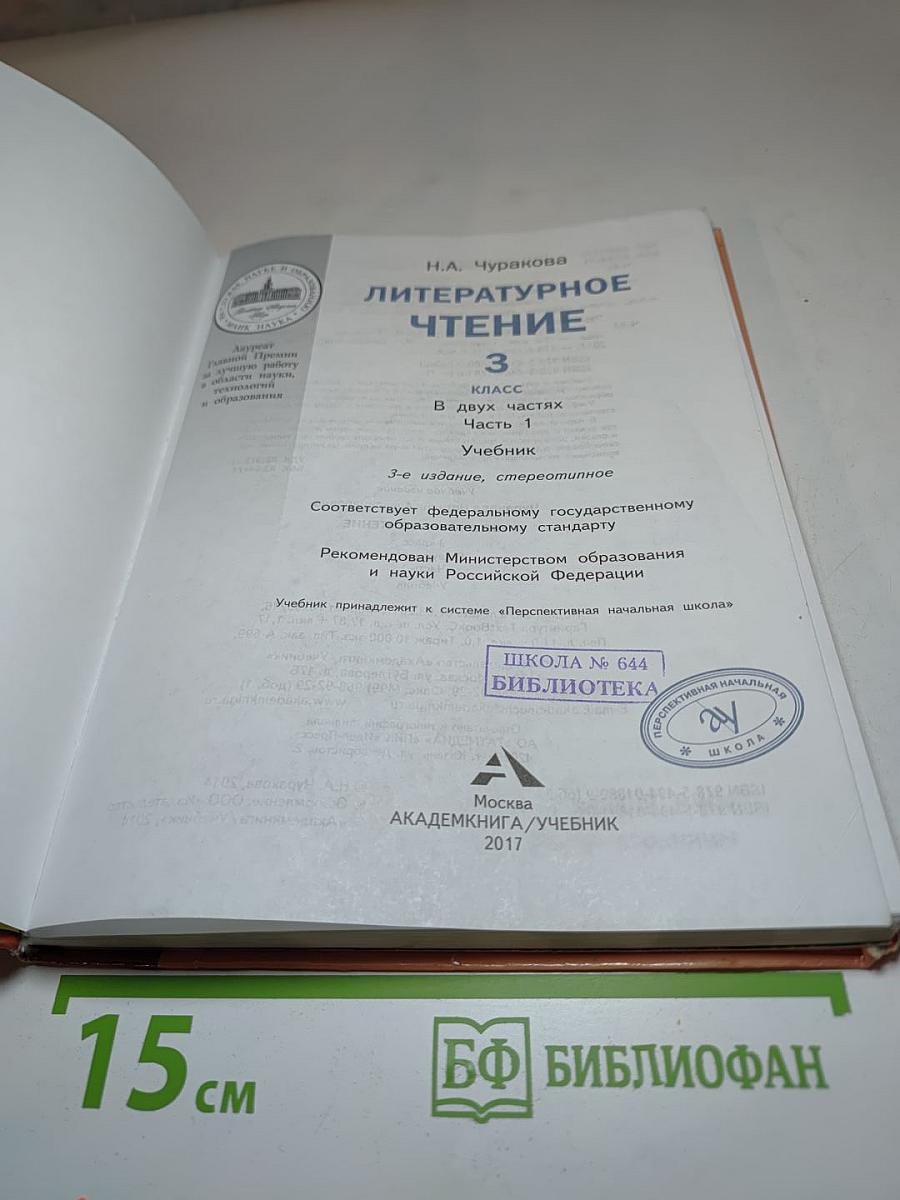 Н.А. Чуракова
ЛИТЕРАТУРНОЕ
ЧТЕНИЕ
3
КЛАСС
В двух частях
Часть 1
Учебник
3-е издание, стереотипное
Соответствует федеральному государственному
образовательному стандарту
Рекомендован Министерством образования
и науки Российской Федерации
Учебник принадлежит к системе «Перспективная начальная школа»
Лауреат
Главной Премии
за лучшую работу
в области науки,
технологий
и образования
ШКОЛА № 644
БИБЛИОТЕКА
ПЕРСПЕКТИВНАЯ НАЧАЛЬНАЯ
ШКОЛА
Москва
АКАДЕМКНИГА/УЧЕБНИК
2017
15 см
БФ БИБЛИОФАН